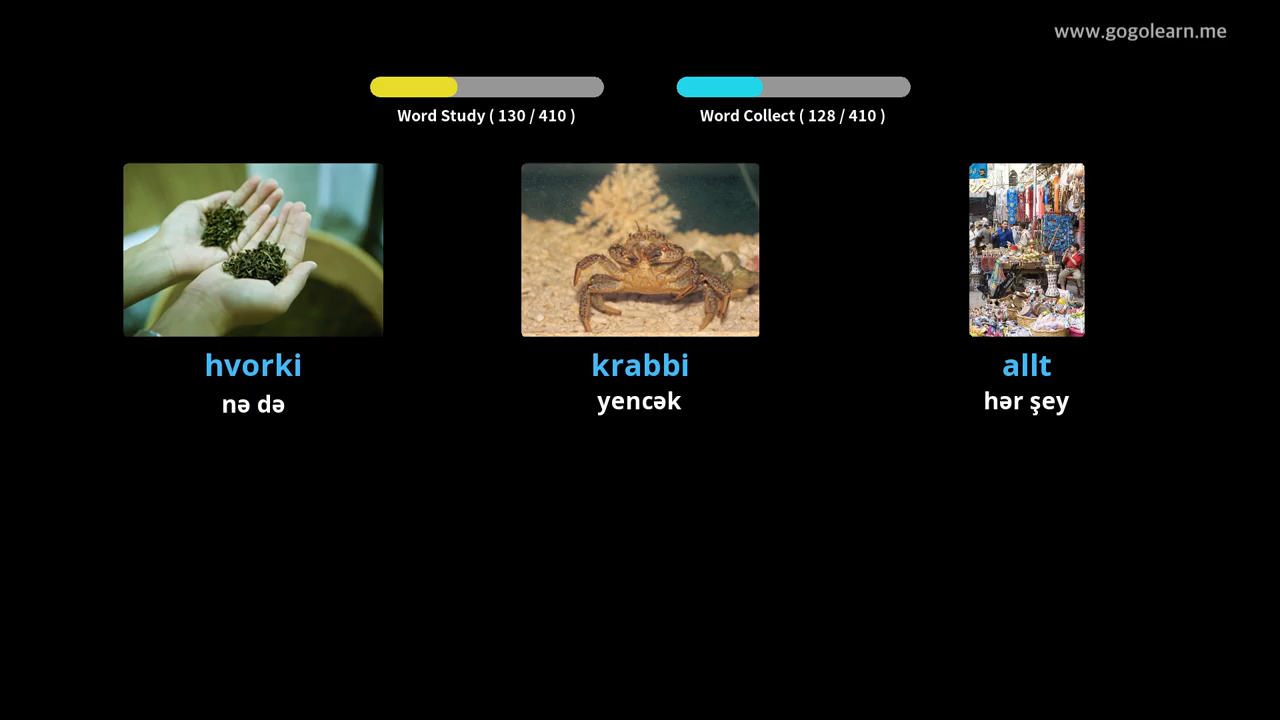 www.gogolearn.me
Word Study ( 130 / 410 )
Word Collect ( 128 / 410 )
hvorki
nə də
krabbi
yencək
allt
hər şey